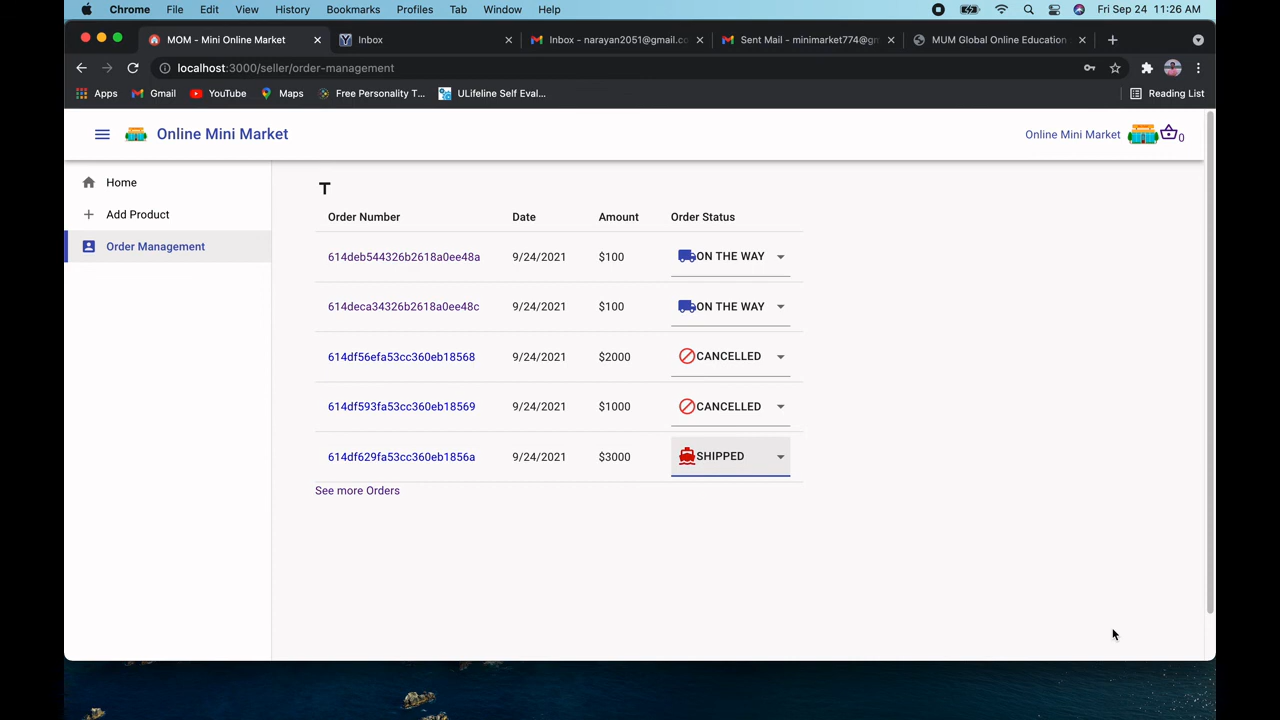 Chrome File Edit View History Bookmarks Profiles Tab Window Help Fri Sep 24 11:26 AM
MOM - Mini Online Market Inbox Inbox - narayan2051@gmail.co Sent Mail - minimarket774@gm MUM Global Online Education
localhost:3000/seller/order-management
Apps Gmail YouTube Maps Free Personality T... ULifeline Self Eval... Reading List
Online Mini Market Online Mini Market 0
Home
T
Add Product
Order Number Date Amount Order Status
Order Management
614deb544326b2618a0ee48a 9/24/2021 $100 ON THE WAY
614deca34326b2618a0ee48c 9/24/2021 $100 ON THE WAY
614df56efa53cc360eb18568 9/24/2021 $2000 CANCELLED
614df593fa53cc360eb18569 9/24/2021 $1000 CANCELLED
614df629fa53cc360eb1856a 9/24/2021 $3000 SHIPPED
See more Orders